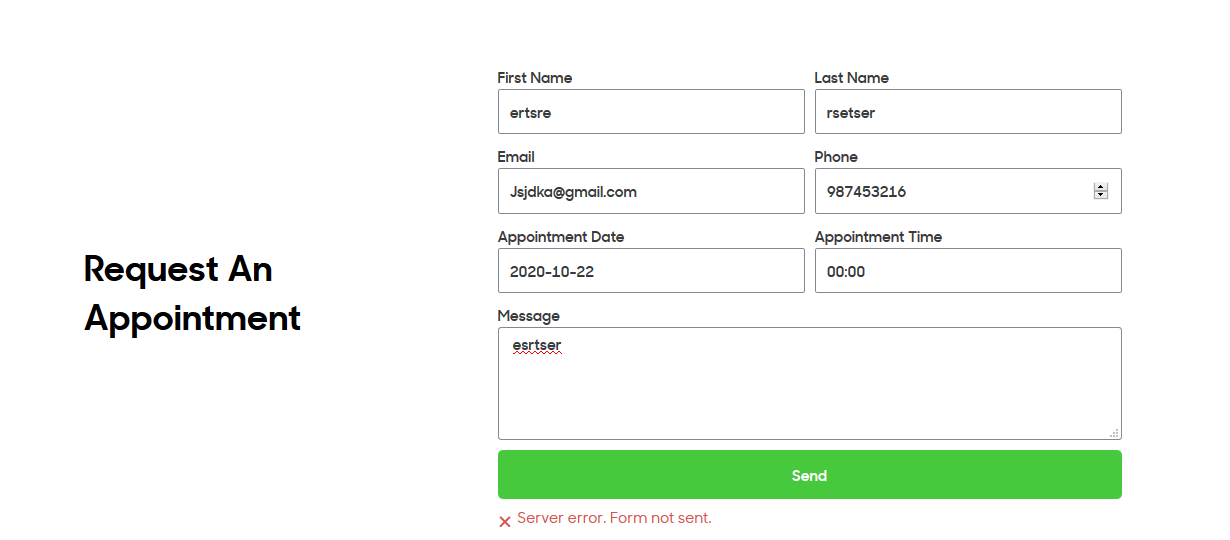 First Name
Last Name
ertsre
rsetser
Email
Phone
Jsjdka@gmail.com
987453216
Appointment Date
Appointment Time
2020-10-22
00:00
Request An
Appointment
Message
esrtser
Send
Server error. Form not sent.